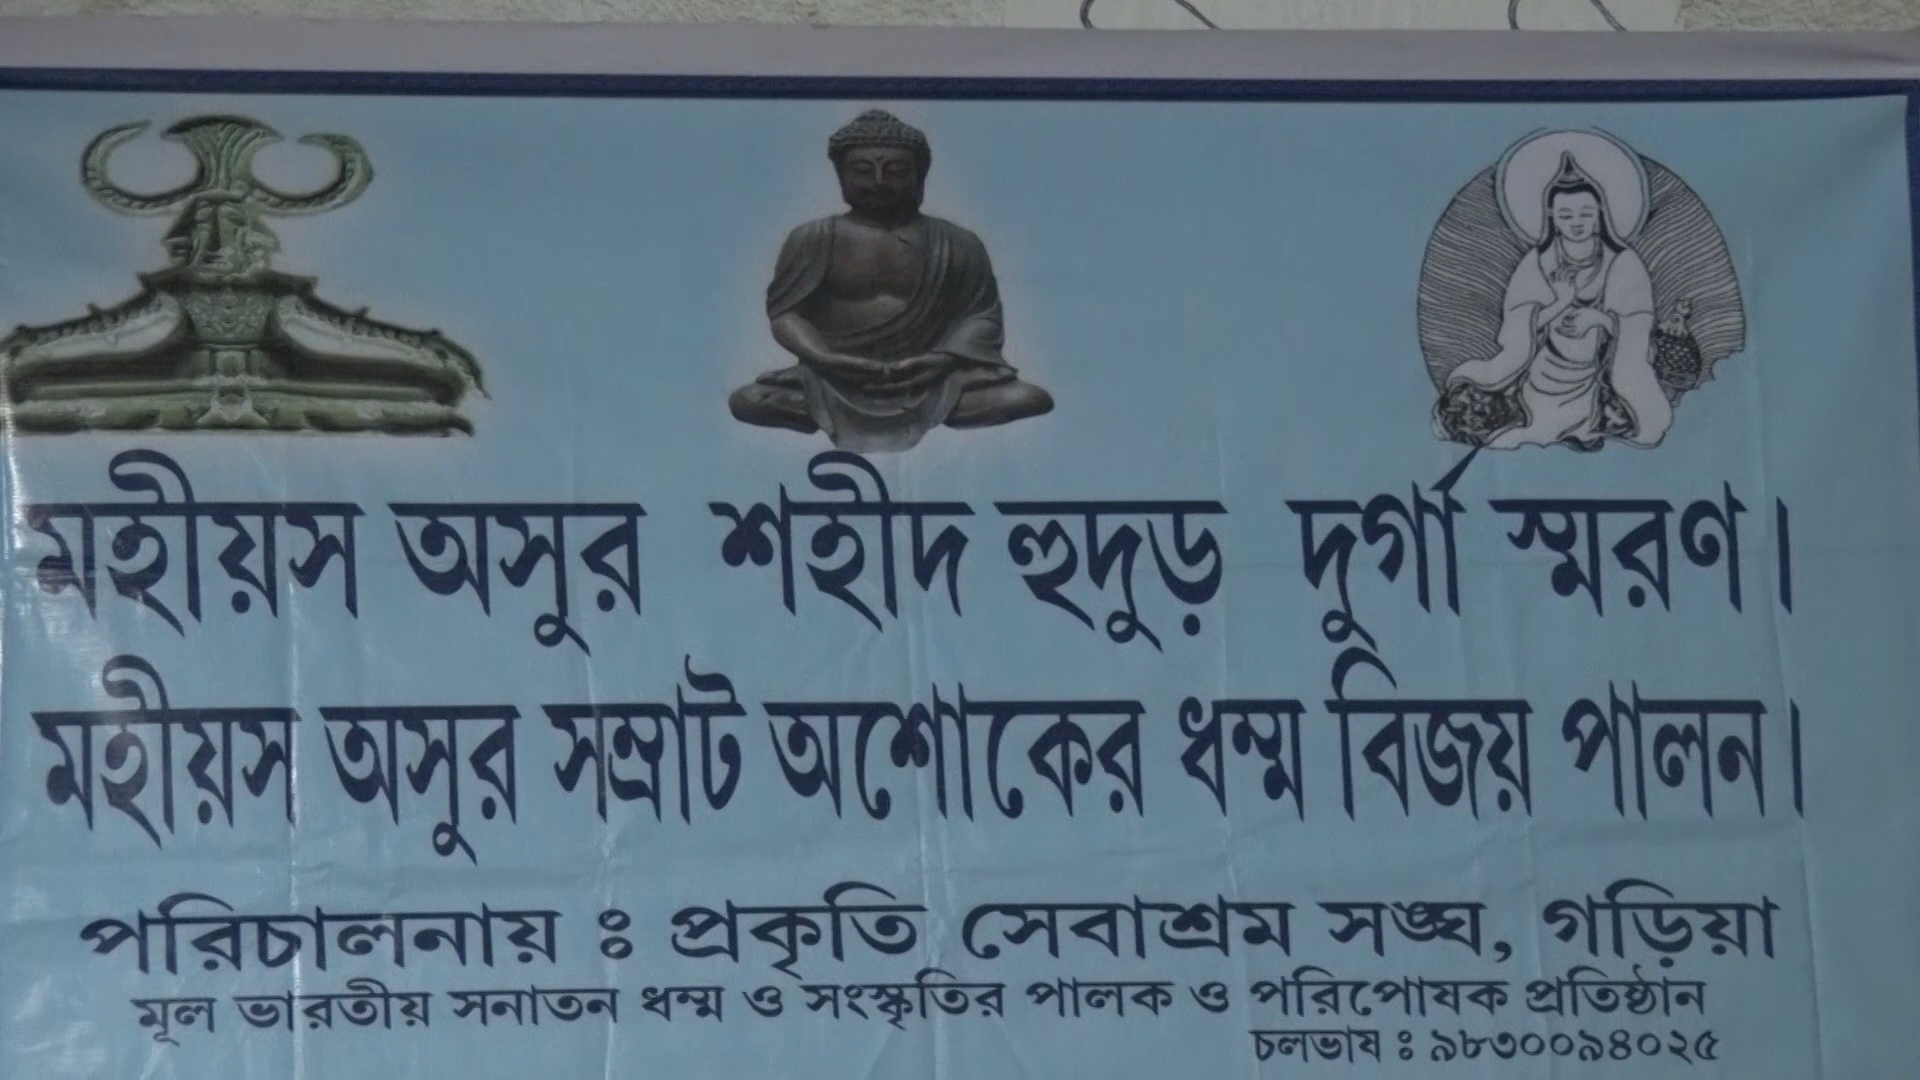 মহীয়স অসুর শহীদ হুদুড় দুর্গা স্মরণ।
মহীয়স অসুর সম্রাট অশোকের ধম্ম বিজয় পালন।
পরিচালনায় : প্রকৃতি সেবাশ্রম সঙ্ঘ, গড়িয়া
মূল ভারতীয় সনাতন ধম্ম ও সংস্কৃতির পালক ও পরিপোষক প্রতিষ্ঠান
চলভাষ : ৯৮৩০০৯৪০২৫